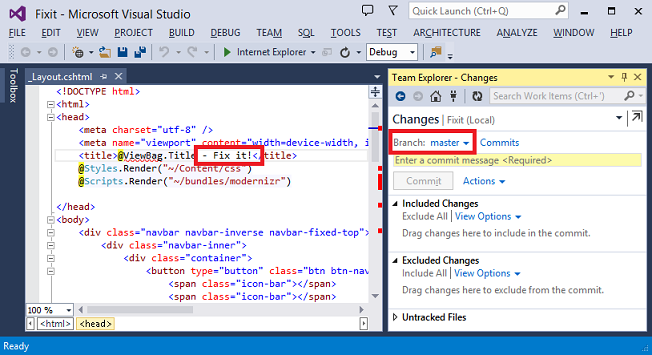 Fixit - Microsoft Visual Studio
Quick Launch (Ctrl+Q)
FILE EDIT VIEW PROJECT BUILD DEBUG TEAM SQL TOOLS TEST ARCHITECTURE ANALYZE WINDOW HELP
Internet Explorer Debug
Toolbox
_Layout.cshtml
<!DOCTYPE html>
<html>
<head>
<meta charset="utf-8" />
<meta name="viewport" content="width=device-width, i
<title>@ViewBag.Title - Fix it!</title>
@Styles.Render("~/Content/css")
@Scripts.Render("~/bundles/modernizr")
</head>
<body>
<div class="navbar navbar-inverse navbar-fixed-top">
<div class="navbar-inner">
<div class="container">
<button type="button" class="btn btn-nav
<span class="icon-bar"></span>
<span class="icon-bar"></span>
100 %
<html> <head>
Team Explorer - Changes
Search Work Items (Ctrl+')
Changes | Fixit (Local)
Branch: master Commits
Enter a commit message <Required>
Commit Actions
Included Changes
Exclude All | View Options
Drag changes here to include in the commit.
Excluded Changes
Include All | View Options
Drag changes here to exclude from the commit.
Untracked Files
Ready